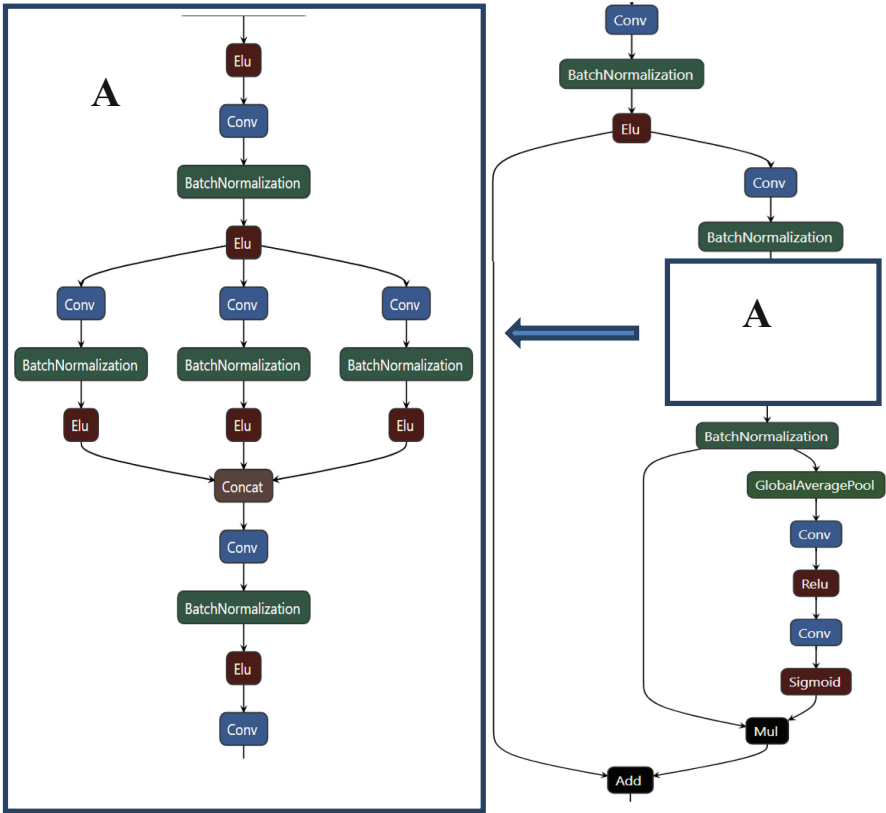 Elu
A
Conv
BatchNormalization
Elu
Conv
Conv
Conv
BatchNormalization
BatchNormalization
BatchNormalization
Elu
Elu
Elu
Concat
Conv
BatchNormalization
Elu
Conv
Conv
BatchNormalization
Elu
Conv
BatchNormalization
A
BatchNormalization
GlobalAveragePool
Conv
Relu
Conv
Sigmoid
Mul
Add